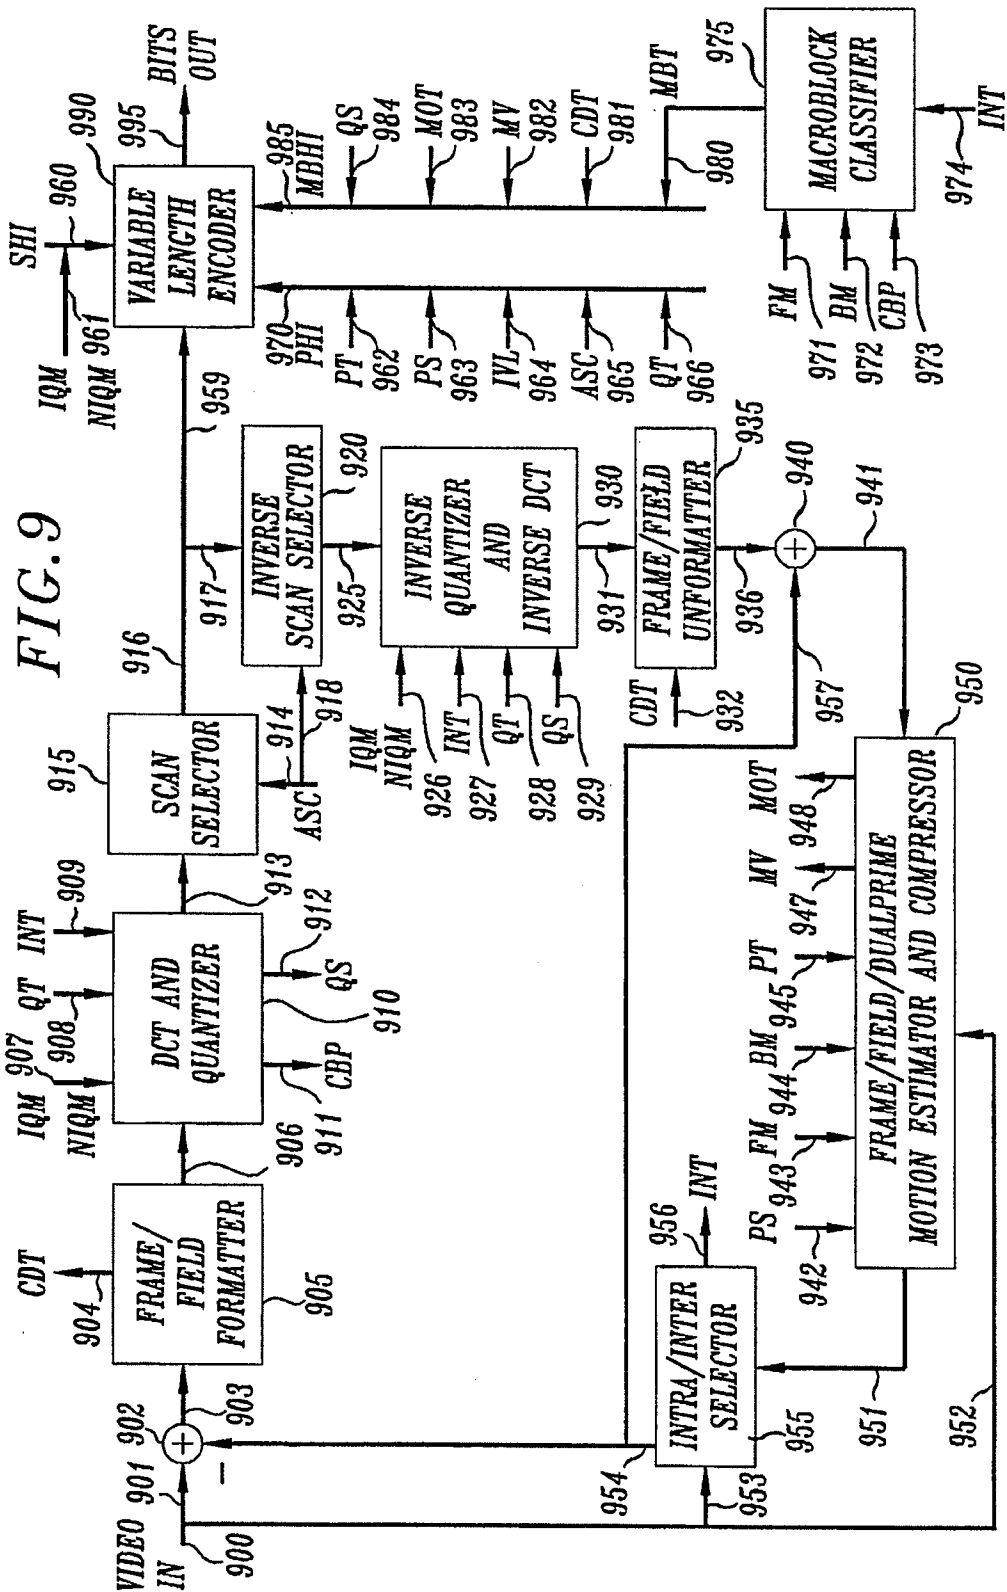 FIG. 9
VIDEO
IN
900
901
902
903
CDT
904
FRAME/
FIELD
FORMATTER
905
906
IQM
NIQM
907
QT
908
INT
909
DCT AND
QUANTIZER
910
911
CBP
912
QS
913
SCAN
SELECTOR
915
914
ASC
918
916
917
959
SHI
960
IQM
NIQM
961
VARIABLE
LENGTH
ENCODER
990
995
BITS
OUT
970
PHI
985
MBHI
PT
962
PS
963
IVL
964
ASC
965
QT
966
QS
984
MOT
983
MV
982
CDT
981
980
MBT
INVERSE
SCAN SELECTOR
920
925
INVERSE
QUANTIZER
AND
INVERSE DCT
930
IQM
NIQM
926
INT
927
QT
928
QS
929
931
FRAME/FIELD
UNFORMATTER
935
CDT
932
936
940
941
957
FM
971
BM
972
CBP
973
MACROBLOCK
CLASSIFIER
975
974
INT
954
INTRA/INTER
SELECTOR
955
956
INT
953
951
952
PS
942
FM
943
BM
944
PT
945
MV
947
MOT
948
FRAME/FIELD/DUALPRIME
MOTION ESTIMATOR AND COMPRESSOR
950